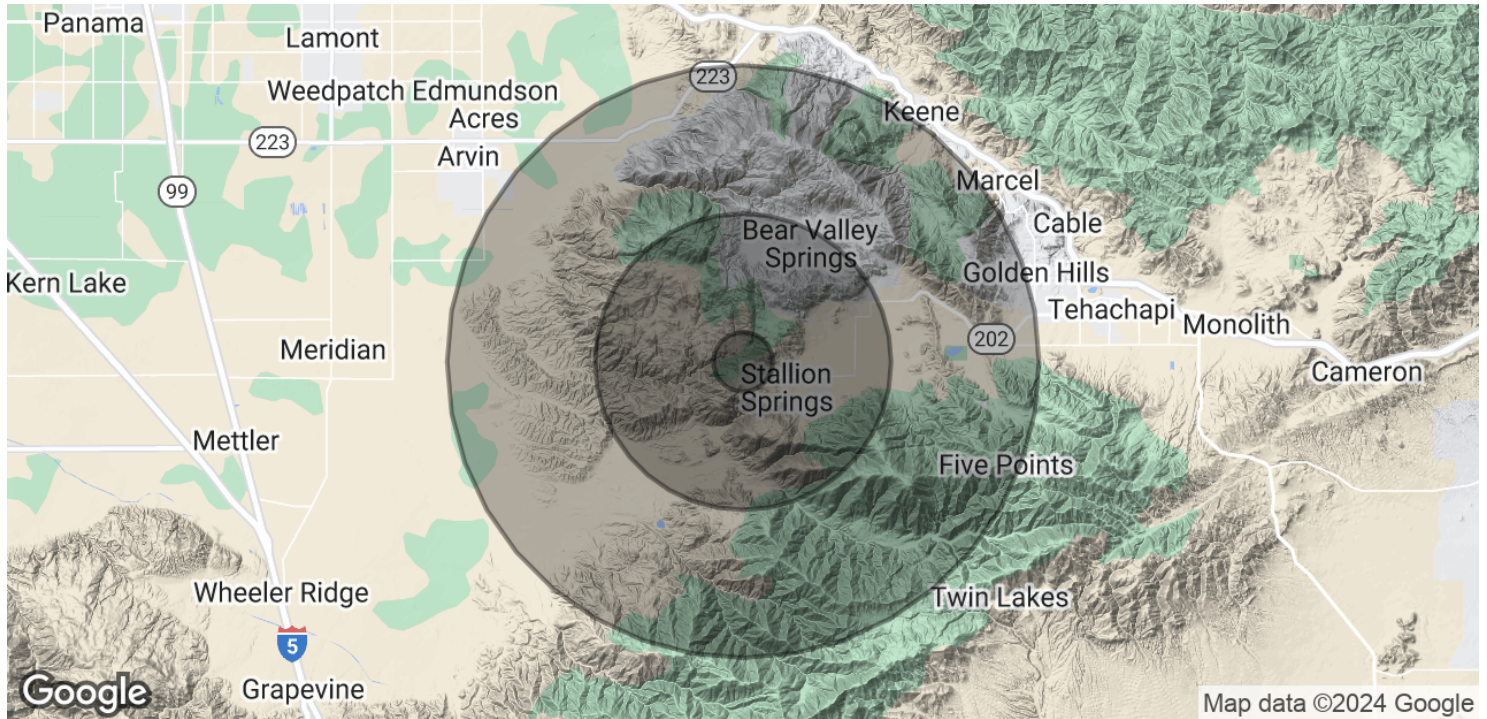 Panama
Lamont
223
Weedpatch Edmundson
Acres
Keene
223
Arvin
99
Marcel
Cable
Bear Valley
Springs
Kern Lake
Golden Hills
Tehachapi
Monolith
202
Meridian
Stallion
Springs
Cameron
Mettler
Five Points
Wheeler Ridge
Twin Lakes
5
Grapevine
Google
Map data ©2024 Google